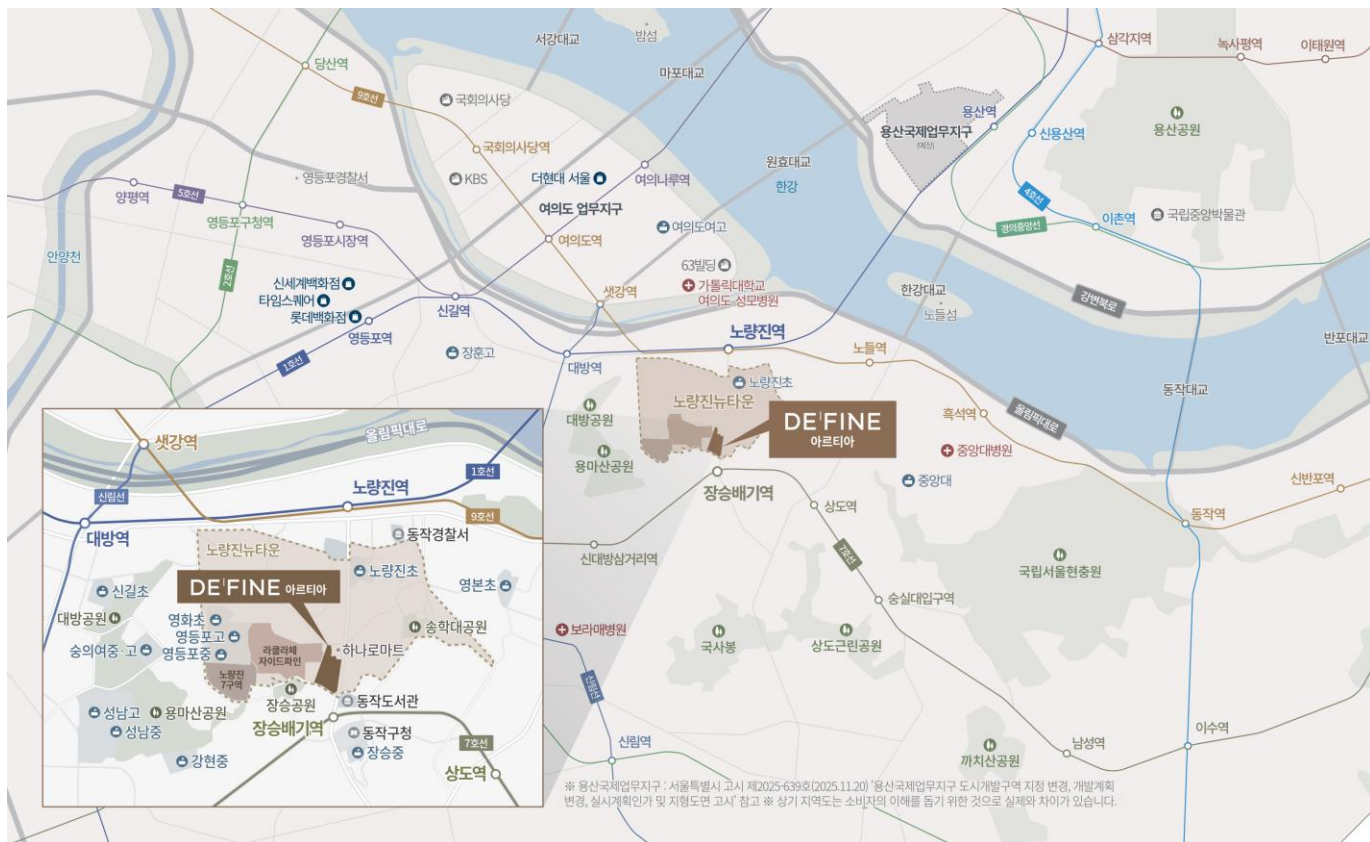 서강대교
밤섬
삼각지역
녹사평역
이태원역
당산역
마포대교
9호선
국회의사당
용산역
용산국제업무지구
(예정)
신용산역
용산공원
국회의사당역
원효대교
영등포경찰서
KBS
더현대 서울
여의나루역
한강
4호선
양평역
5호선
여의도 업무지구
영등포구청역
영등포시장역
여의도역
여의도여고
경의중앙선
이촌역
국립중앙박물관
안양천
2호선
63빌딩
신세계백화점
타임스퀘어
롯데백화점
가톨릭대학교
여의도 성모병원
한강대교
노들섬
강변북로
신길역
샛강역
영등포역
노량진역
반포대교
1호선
장훈고
대방역
노들역
동작대교
노량진초
노량진뉴타운
대방공원
DE'FINE
아르티아
흑석역
올림픽대로
용마산공원
중앙대병원
장승배기역
중앙대
신반포역
상도역
동작역
신대방삼거리역
7호선
국립서울현충원
숭실대입구역
보라매병원
국사봉
상도근린공원
신림선
신림역
남성역
이수역
까치산공원
샛강역
올림픽대로
신림선
노량진역
1호선
대방역
9호선
노량진뉴타운
동작경찰서
노량진초
영본초
신길초
DE'FINE 아르티아
대방공원
영화초
송학대공원
영등포고
숭의여중·고
영등포중
라클라체
자이드파인
하나로마트
노량진
7구역
장승공원
동작도서관
성남고
용마산공원
장승배기역
성남중
동작구청
강현중
장승중
7호선
상도역
※ 용산국제업무지구 : 서울특별시 고시 제2025-639호(2025.11.20) '용산국제업무지구 도시개발구역 지정 변경, 개발계획
변경, 실시계획인가 및 지형도면 고시' 참고 ※ 상기 지역도는 소비자의 이해를 돕기 위한 것으로 실제와 차이가 있습니다.